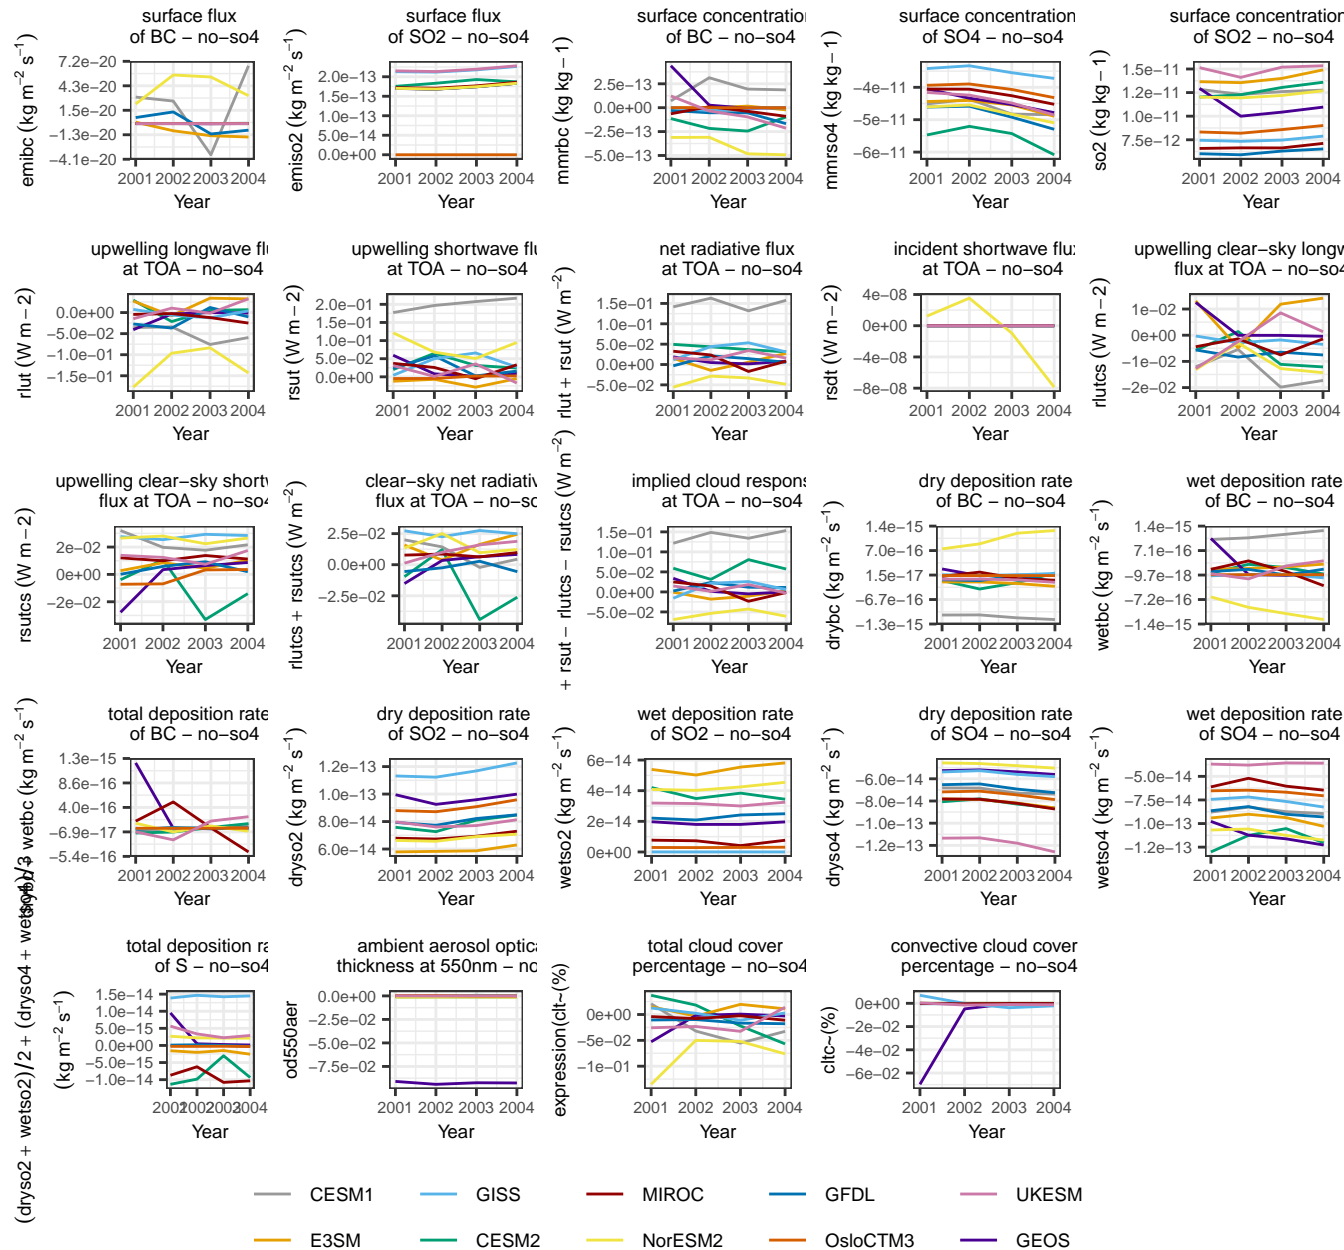 surface flux
of BC − no−so4
emibc (kg m−2 s−1)
7.2e−20
4.3e−20
1.5e−20
−1.3e−20
−4.1e−20
2001 2002 2003 2004
Year
surface flux
of SO2 − no−so4
emiso2 (kg m−2 s−1)
2.0e−13
1.5e−13
1.0e−13
5.0e−14
0.0e+00
2001 2002 2003 2004
Year
surface concentration
of BC − no−so4
mmrbc (kg kg − 1)
5.0e−13
2.5e−13
0.0e+00
−2.5e−13
−5.0e−13
2001 2002 2003 2004
Year
surface concentration
of SO4 − no−so4
mmrso4 (kg kg − 1)
−4e−11
−5e−11
−6e−11
2001 2002 2003 2004
Year
surface concentration
of SO2 − no−so4
so2 (kg kg − 1)
1.5e−11
1.2e−11
1.0e−11
7.5e−12
2001 2002 2003 2004
Year
upwelling longwave flu
at TOA − no−so4
rlut (W m − 2)
0.0e+00
−5.0e−02
−1.0e−01
−1.5e−01
2001 2002 2003 2004
Year
upwelling shortwave flu
at TOA − no−so4
rsut (W m − 2)
2.0e−01
1.5e−01
1.0e−01
5.0e−02
0.0e+00
2001 2002 2003 2004
Year
net radiative flux
at TOA − no−so4
rlut + rsut (W m−2)
1.5e−01
1.0e−01
5.0e−02
0.0e+00
−5.0e−02
2001 2002 2003 2004
Year
incident shortwave flux
at TOA − no−so4
rsdt (W m − 2)
4e−08
0e+00
−4e−08
−8e−08
2001 2002 2003 2004
Year
upwelling clear−sky longw
flux at TOA − no−so4
rlutcs (W m − 2)
1e−02
0e+00
−1e−02
−2e−02
2001 2002 2003 2004
Year
upwelling clear−sky shortw
flux at TOA − no−so4
rsutcs (W m − 2)
2e−02
0e+00
−2e−02
2001 2002 2003 2004
Year
clear−sky net radiativ
flux at TOA − no−so
rlutcs + rsutcs (W m−2)
2.5e−02
0.0e+00
−2.5e−02
2001 2002 2003 2004
Year
implied cloud respons
at TOA − no−so4
+ rsut − rlutcs − rsutcs (W m−2)
1.5e−01
1.0e−01
5.0e−02
0.0e+00
−5.0e−02
2001 2002 2003 2004
Year
dry deposition rate
of BC − no−so4
drybc (kg m−2 s−1)
1.4e−15
7.0e−16
1.5e−17
−6.7e−16
−1.3e−15
2001 2002 2003 2004
Year
wet deposition rate
of BC − no−so4
wetbc (kg m−2 s−1)
1.4e−15
7.1e−16
−9.7e−18
−7.2e−16
−1.4e−15
2001 2002 2003 2004
Year
total deposition rate
of BC − no−so4
drybc + wetbc (kg m−2 s−1)
1.3e−15
8.6e−16
4.0e−16
−6.9e−17
−5.4e−16
2001 2002 2003 2004
Year
dry deposition rate
of SO2 − no−so4
dryso2 (kg m−2 s−1)
1.2e−13
1.0e−13
8.0e−14
6.0e−14
2001 2002 2003 2004
Year
wet deposition rate
of SO2 − no−so4
wetso2 (kg m−2 s−1)
6e−14
4e−14
2e−14
0e+00
2001 2002 2003 2004
Year
dry deposition rate
of SO4 − no−so4
dryso4 (kg m−2 s−1)
−6.0e−14
−8.0e−14
−1.0e−13
−1.2e−13
2001 2002 2003 2004
Year
wet deposition rate
of SO4 − no−so4
wetso4 (kg m−2 s−1)
−5.0e−14
−7.5e−14
−1.0e−13
−1.2e−13
2001 2002 2003 2004
Year
total deposition ra
of S − no−so4
(dryso2 + wetso2)/2 + (dryso4 + wetso4)/3
(kg m−2 s−1)
1.5e−14
1.0e−14
5.0e−15
0.0e+00
−5.0e−15
−1.0e−14
2001 2002 2003 2004
Year
ambient aerosol optica
thickness at 550nm − no
od550aer
0.0e+00
−2.5e−02
−5.0e−02
−7.5e−02
2001 2002 2003 2004
Year
total cloud cover
percentage − no−so4
expression(clt~(%)
0e+00
−5e−02
−1e−01
2001 2002 2003 2004
Year
convective cloud cover
percentage − no−so4
cltc~(%)
0e+00
−2e−02
−4e−02
−6e−02
2001 2002 2003 2004
Year
CESM1 GISS MIROC GFDL UKESM
E3SM CESM2 NorESM2 OsloCTM3 GEOS